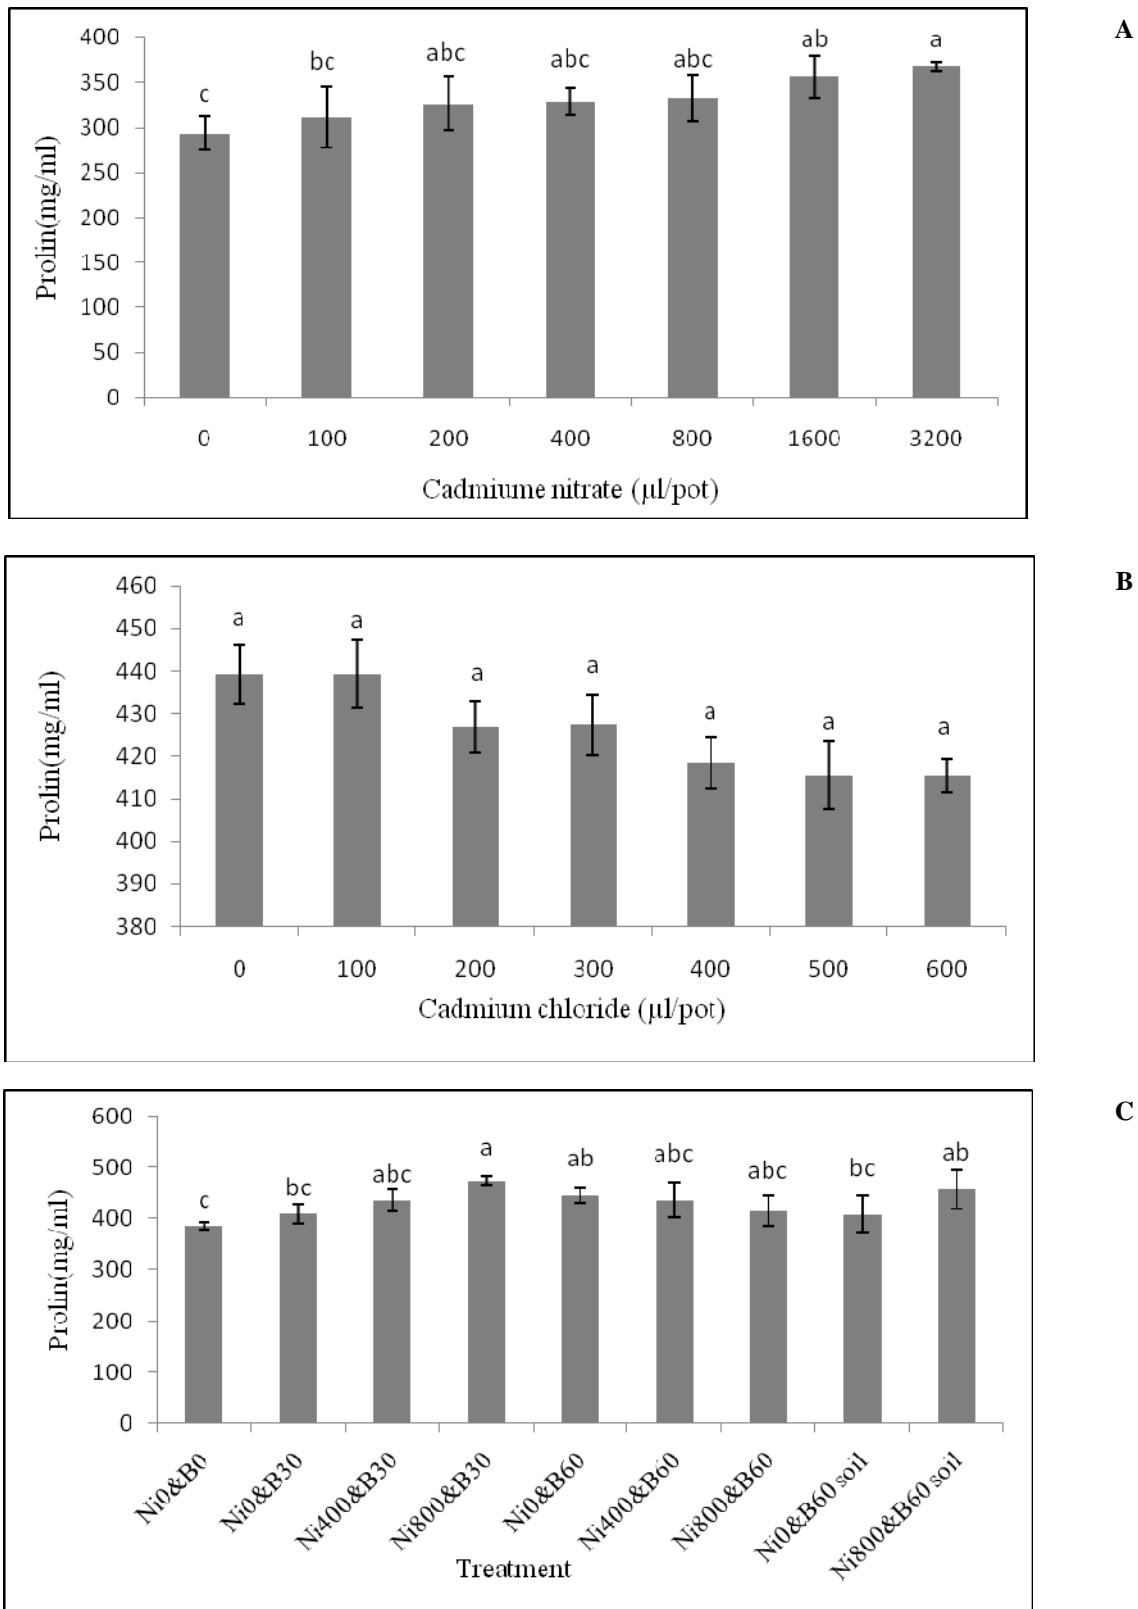 A
400
350
300
250
200
150
100
50
0
c
bc
abc
abc
abc
ab
a
Prolin(mg/ml)
0 100 200 400 800 1600 3200
Cadmiume nitrate (µl/pot)
B
460
450
440
430
420
410
400
390
380
a
a
a
a
a
a
a
Prolin(mg/ml)
0 100 200 300 400 500 600
Cadmium chloride (µl/pot)
C
600
500
400
300
200
100
0
c
bc
abc
a
ab
abc
abc
bc
ab
Prolin(mg/ml)
Ni0&B0
Ni0&B30
Ni400&B30
Ni800&B30
Ni0&B60
Ni400&B60
Ni800&B60
Ni0&B60 soil
Ni800&B60 soil
Treatment